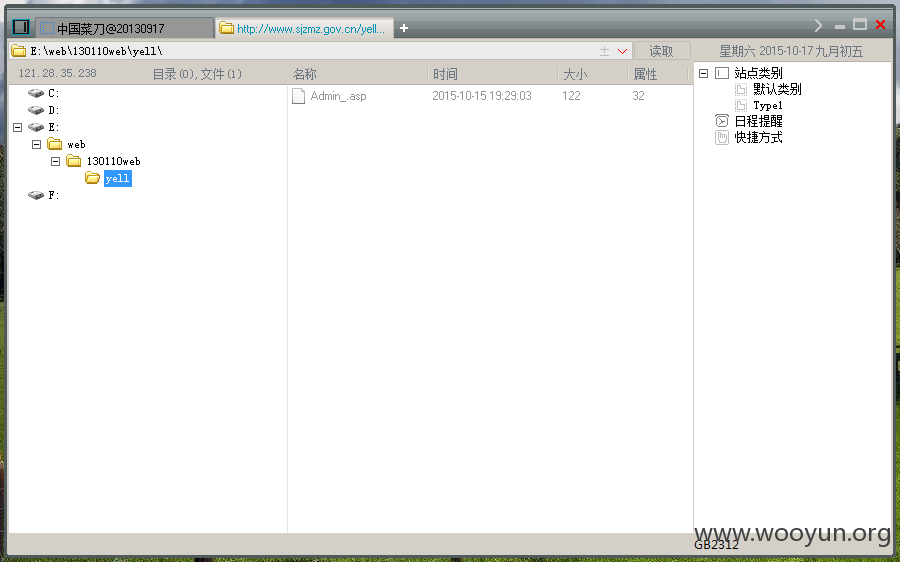 中国菜刀@20130917
http://www.sjzmz.gov.cn/yell...
E:\web\130110web\yell\
读取
星期六 2015-10-17 九月初五
121.28.35.238
目录(0),文件(1)
名称 时间 大小 属性
Admin_.asp 2015-10-15 19:29:03 122 32
C:
D:
E:
web
130110web
yell
F:
站点类别
默认类别
Type1
日程提醒
快捷方式
www.wooyun.org
GB2312